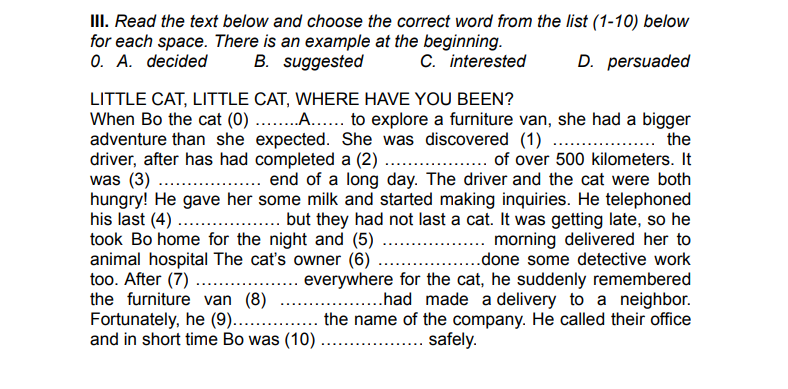 III. Read the text below and choose the correct word from the list (1-10) below
for each space. There is an example at the beginning.
0. A. decided B. suggested C. interested D. persuaded
LITTLE CAT, LITTLE CAT, WHERE HAVE YOU BEEN?
When Bo the cat (0) ……..A…… to explore a furniture van, she had a bigger
adventure than she expected. She was discovered (1) ……………… the
driver, after has had completed a (2) ……………… of over 500 kilometers. It
was (3) ……………… end of a long day. The driver and the cat were both
hungry! He gave her some milk and started making inquiries. He telephoned
his last (4) ……………… but they had not last a cat. It was getting late, so he
took Bo home for the night and (5) ……………… morning delivered her to
animal hospital The cat's owner (6) ………………done some detective work
too. After (7) ……………… everywhere for the cat, he suddenly remembered
the furniture van (8) ………………had made a delivery to a neighbor.
Fortunately, he (9)…………… the name of the company. He called their office
and in short time Bo was (10) ……………… safely.